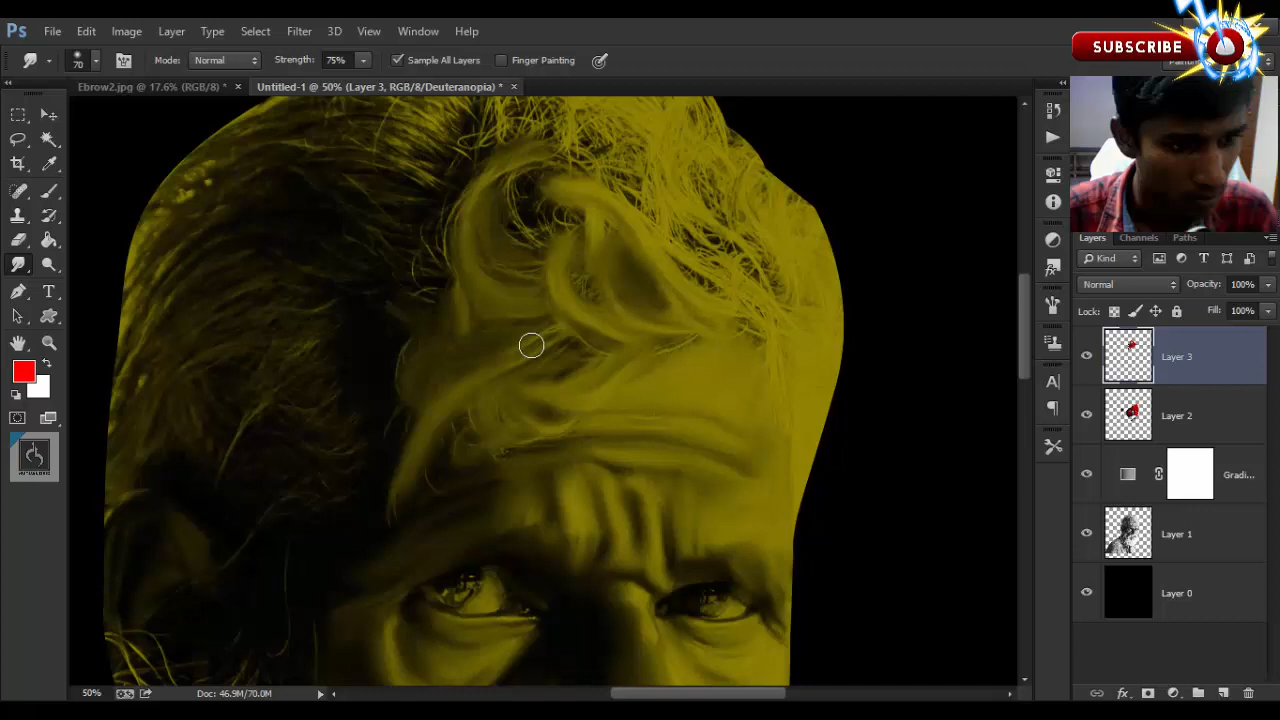 Ps File Edit Image Layer Type Select Filter 3D View Window Help
SUBSCRIBE
70 Mode: Normal Strength: 75% Sample All Layers Finger Painting
Ebrow2.jpg @ 17.6% (RGB/8) * × Untitled-1 @ 50% (Layer 3, RGB/8/Deuteranopia) * ×
Layers Channels Paths
Kind
Normal Opacity: 100%
Lock: Fill: 100%
Layer 3
Layer 2
Gradi...
Layer 1
Layer 0
50% Doc: 46.9M/70.0M